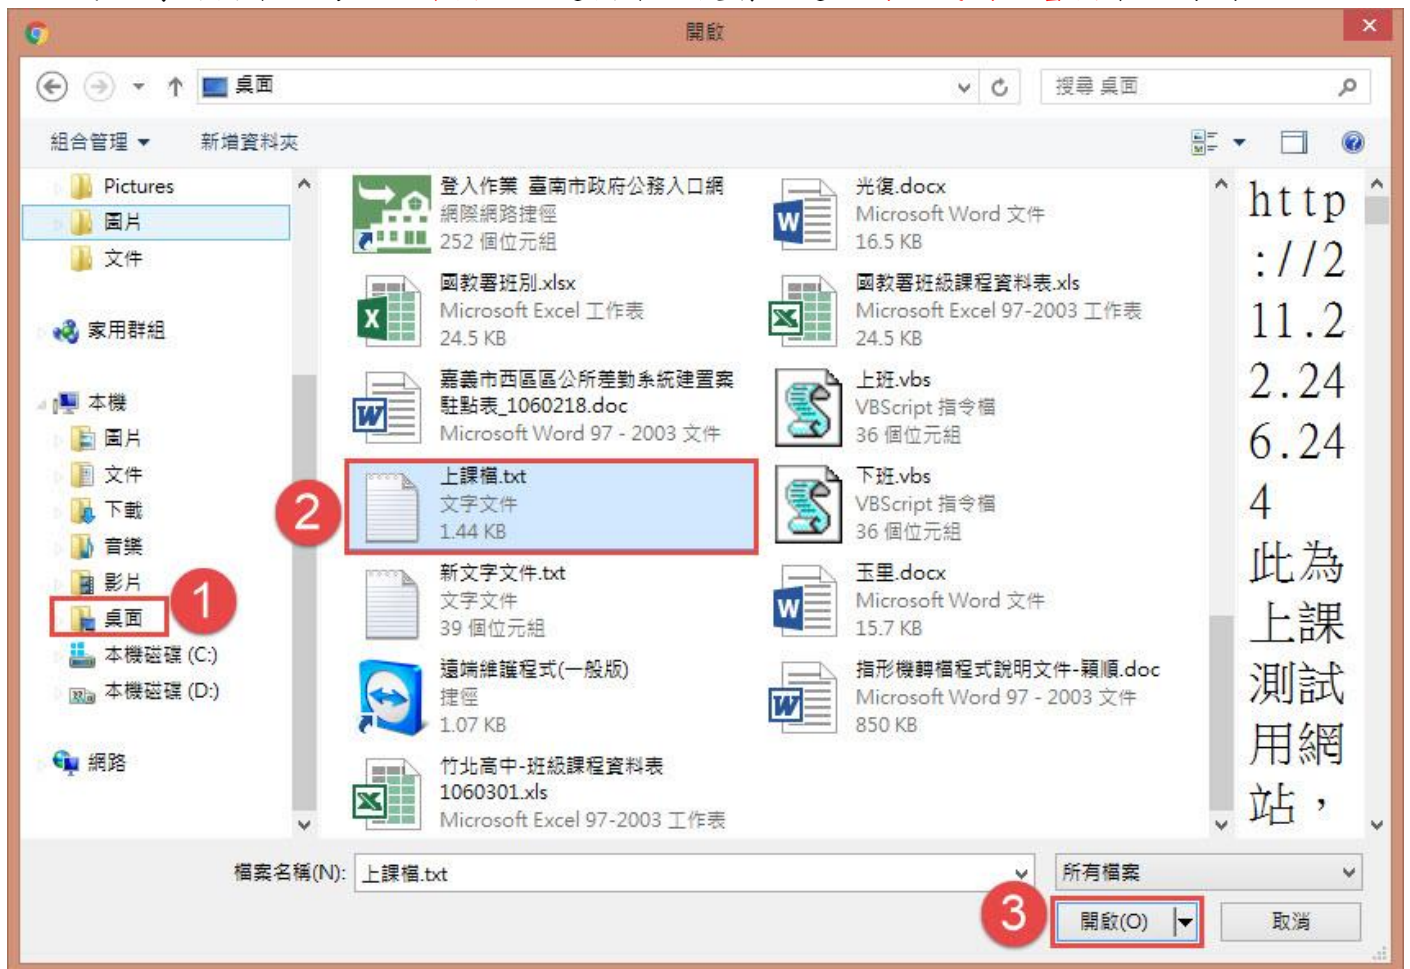 開啟
桌面
搜尋 桌面
組合管理
新增資料夾
Pictures
圖片
文件
家用群組
本機
圖片
文件
下載
音樂
影片
1
桌面
本機磁碟 (C:)
本機磁碟 (D:)
網路
登入作業 臺南市政府公務入口網
網際網路捷徑
252 個位元組
光復.docx
Microsoft Word 文件
16.5 KB
國教署班別.xlsx
Microsoft Excel 工作表
24.5 KB
國教署班級課程資料表.xls
Microsoft Excel 97-2003 工作表
24.5 KB
嘉義市西區區公所差勤系統建置案
駐點表_1060218.doc
Microsoft Word 97 - 2003 文件
上班.vbs
VBScript 指令檔
36 個位元組
2
上課檔.txt
文字文件
1.44 KB
下班.vbs
VBScript 指令檔
36 個位元組
新文字文件.txt
文字文件
39 個位元組
玉里.docx
Microsoft Word 文件
15.7 KB
遠端維護程式(一般版)
捷徑
1.07 KB
指形機轉檔程式說明文件-穎順.doc
Microsoft Word 97 - 2003 文件
850 KB
竹北高中-班級課程資料表
1060301.xls
Microsoft Excel 97-2003 工作表
http
://2
11.2
2.24
6.24
4
此為
上課
測試
用網
站，
檔案名稱(N):
上課檔.txt
所有檔案
3
開啟(O)
取消